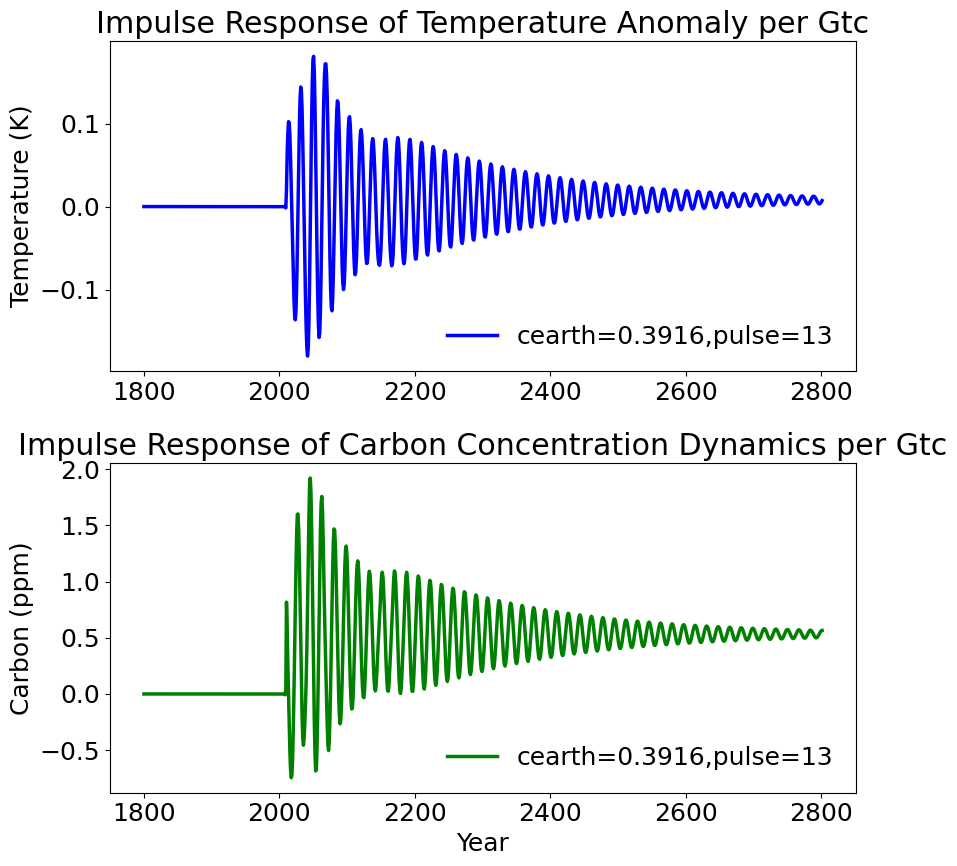 Impulse Response of Temperature Anomaly per Gtc
Temperature (K)
0.1
0.0
−0.1
cearth=0.3916,pulse=13
1800 2000 2200 2400 2600 2800
Impulse Response of Carbon Concentration Dynamics per Gtc
Carbon (ppm)
2.0
1.5
1.0
0.5
0.0
−0.5
cearth=0.3916,pulse=13
1800 2000 2200 2400 2600 2800
Year